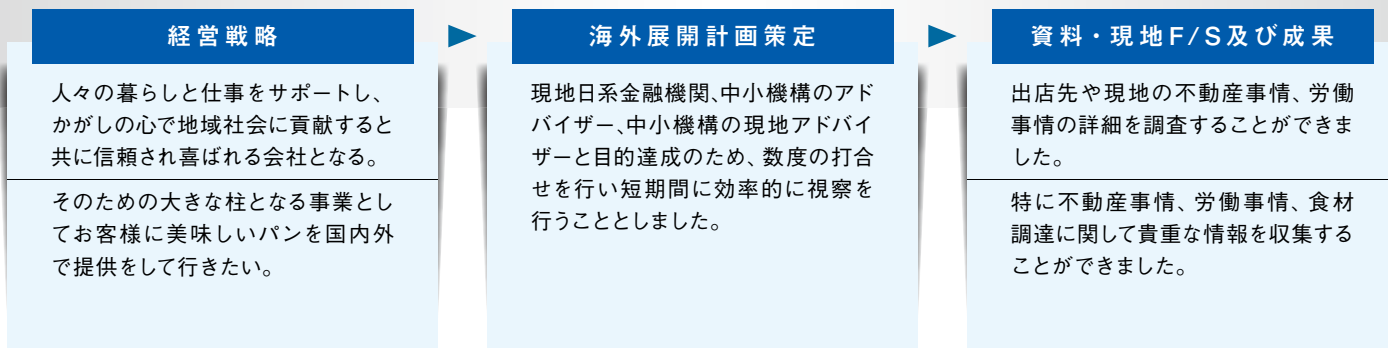 経営戦略
人々の暮らしと仕事をサポートし、
かがしの心で地域社会に貢献すると
共に信頼され喜ばれる会社となる。
そのための大きな柱となる事業とし
てお客様に美味しいパンを国内外
で提供をして行きたい。
海外展開計画策定
現地日系金融機関、中小機構のアド
バイザー、中小機構の現地アドバイ
ザーと目的達成のため、数度の打合
せを行い短期間に効率的に視察を
行うこととしました。
資料・現地F/S及び成果
出店先や現地の不動産事情、労働
事情の詳細を調査することができま
した。
特に不動産事情、労働事情、食材
調達に関して貴重な情報を収集する
ことができました。